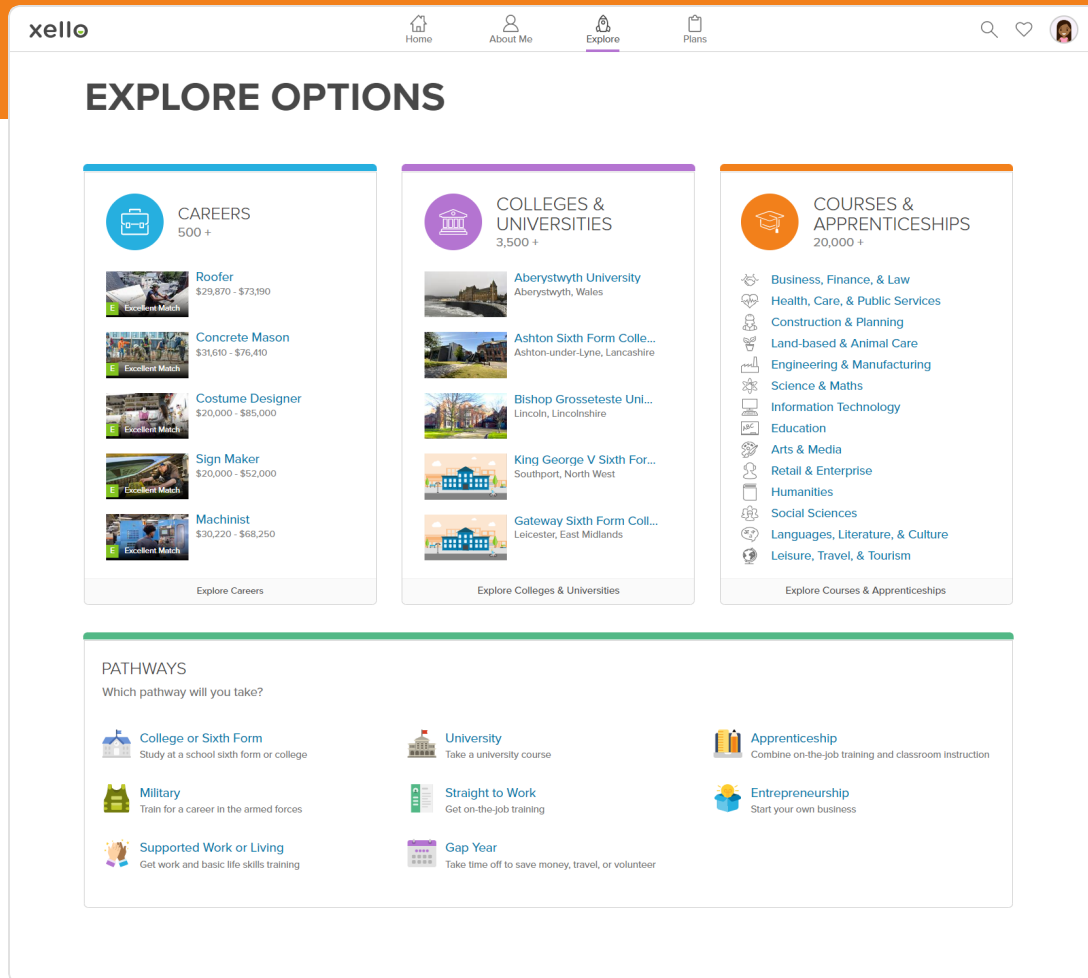 xello
Home
About Me
Explore
Plans
EXPLORE OPTIONS
CAREERS
500 +
Roofer
$29,870 - $73,190
E Excellent Match
Concrete Mason
$31,610 - $76,410
E Excellent Match
Costume Designer
$20,000 - $85,000
E Excellent Match
Sign Maker
$20,000 - $52,000
E Excellent Match
Machinist
$30,220 - $68,250
E Excellent Match
Explore Careers
COLLEGES &
UNIVERSITIES
3,500 +
Aberystwyth University
Aberystwyth, Wales
Ashton Sixth Form Colle...
Ashton-under-Lyne, Lancashire
Bishop Grosseteste Uni...
Lincoln, Lincolnshire
King George V Sixth For...
Southport, North West
Gateway Sixth Form Coll...
Leicester, East Midlands
Explore Colleges & Universities
COURSES &
APPRENTICESHIPS
20,000 +
Business, Finance, & Law
Health, Care, & Public Services
Construction & Planning
Land-based & Animal Care
Engineering & Manufacturing
Science & Maths
Information Technology
ABC Education
Arts & Media
Retail & Enterprise
Humanities
Social Sciences
Languages, Literature, & Culture
Leisure, Travel, & Tourism
Explore Courses & Apprenticeships
PATHWAYS
Which pathway will you take?
College or Sixth Form
Study at a school sixth form or college
University
Take a university course
Apprenticeship
Combine on-the-job training and classroom instruction
Military
Train for a career in the armed forces
Straight to Work
Get on-the-job training
Entrepreneurship
Start your own business
Supported Work or Living
Get work and basic life skills training
Gap Year
Take time off to save money, travel, or volunteer